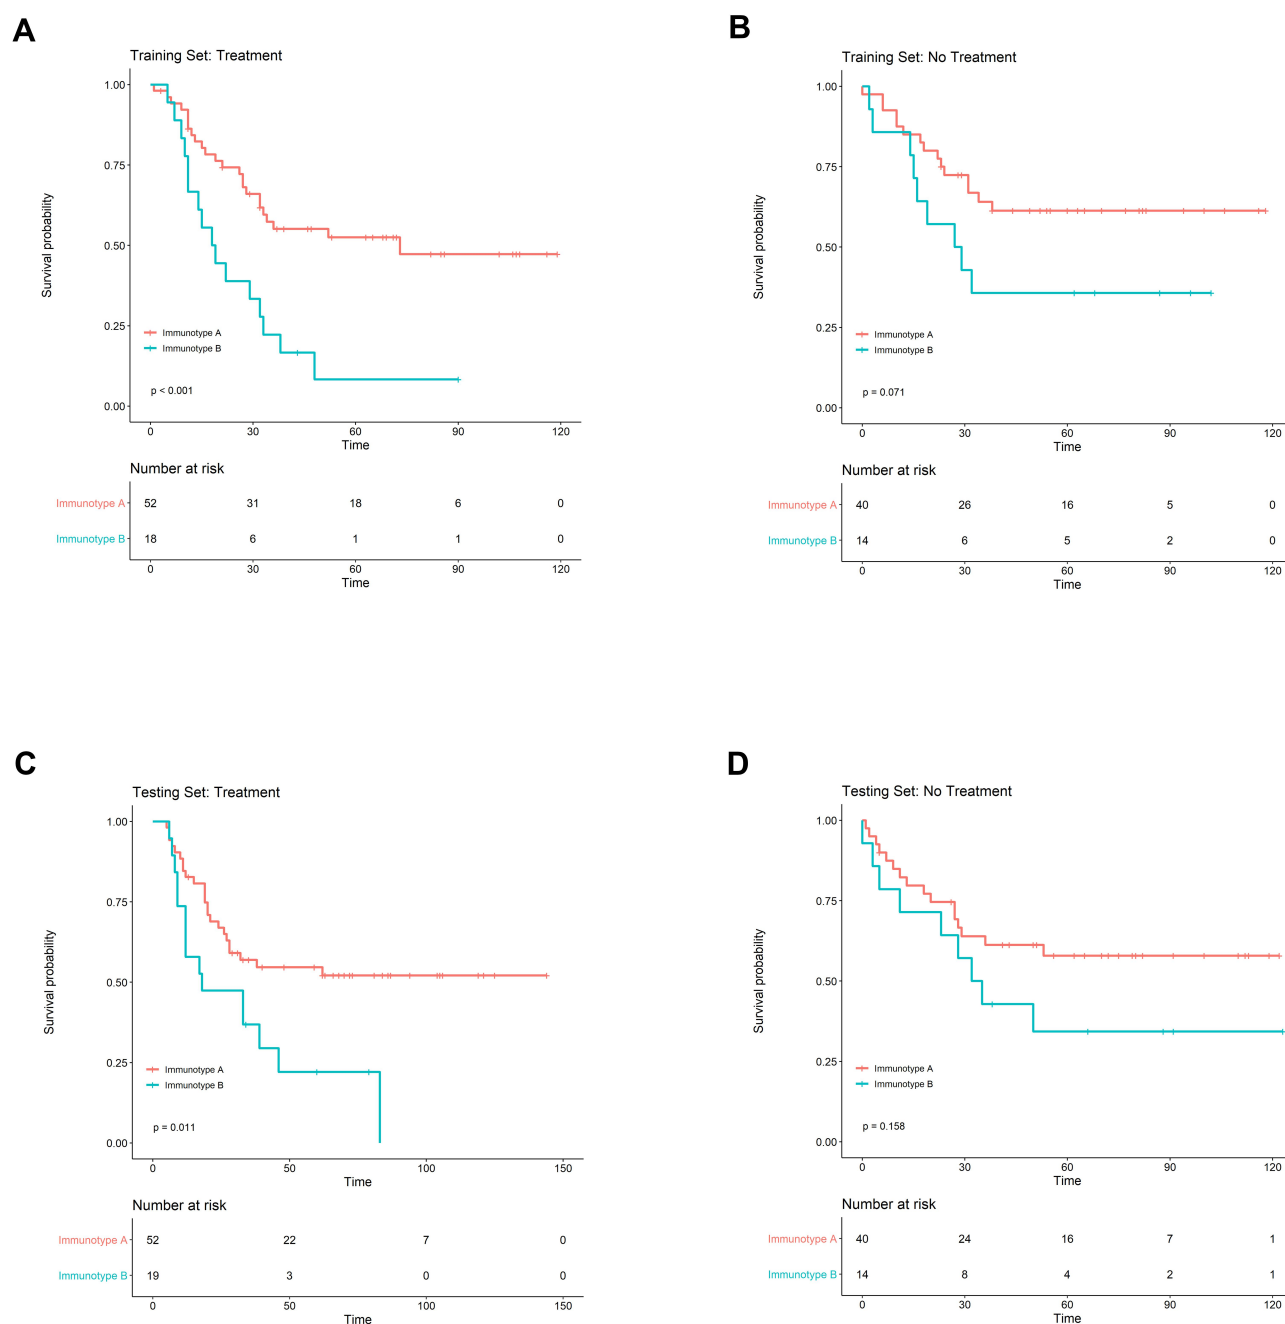 A
Training Set: Treatment
1.00
0.75
0.50
0.25
0.00
Survival probability
Immunotype A
Immunotype B
p < 0.001
0 30 60 90 120
Time
Number at risk
Immunotype A 52 31 18 6 0
Immunotype B 18 6 1 1 0
0 30 60 90 120
Time
B
Training Set: No Treatment
1.00
0.75
0.50
0.25
0.00
Survival probability
Immunotype A
Immunotype B
p = 0.071
0 30 60 90 120
Time
Number at risk
Immunotype A 40 26 16 5 0
Immunotype B 14 6 5 2 0
0 30 60 90 120
Time
C
Testing Set: Treatment
1.00
0.75
0.50
0.25
0.00
Survival probability
Immunotype A
Immunotype B
p = 0.011
0 50 100 150
Time
Number at risk
Immunotype A 52 22 7 0
Immunotype B 19 3 0 0
0 50 100 150
Time
D
Testing Set: No Treatment
1.00
0.75
0.50
0.25
0.00
Survival probability
Immunotype A
Immunotype B
p = 0.158
0 30 60 90 120
Time
Number at risk
Immunotype A 40 24 16 7 1
Immunotype B 14 8 4 2 1
0 30 60 90 120
Time